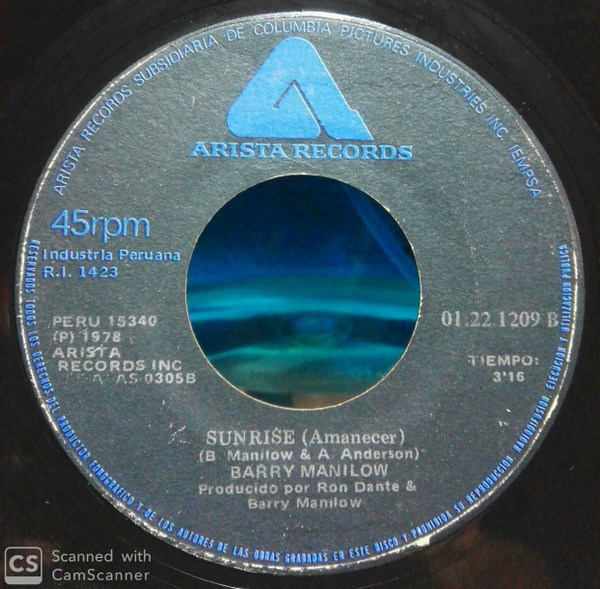 ARISTA RECORDS SUBSIDIARIA DE COLUMBIA PICTURES INDUSTRIES INC. IEMPSA
ARISTA RECORDS
45rpm
Industria Peruana
R.I. 1423
PERU 15340
(P) 1978
ARISTA
RECORDS INC
AS-0305B
01.22.1209 B
TIEMPO:
3'16
SUNRISE (Amanecer)
(B Manilow & A. Anderson)
BARRY MANILOW
Producido por Ron Dante &
Barry Manilow
RESERVADOS TODOS LOS DERECHOS DEL PRODUCTOR FONOGRAFICO Y DE LOS AUTORES DE LAS OBRAS GRABADAS EN ESTE DISCO Y PROHIBIDA SU REPRODUCCION, RADIODIFUSION, EJECUCION Y UTILIZACION PUBLICA
CS Scanned with
CamScanner